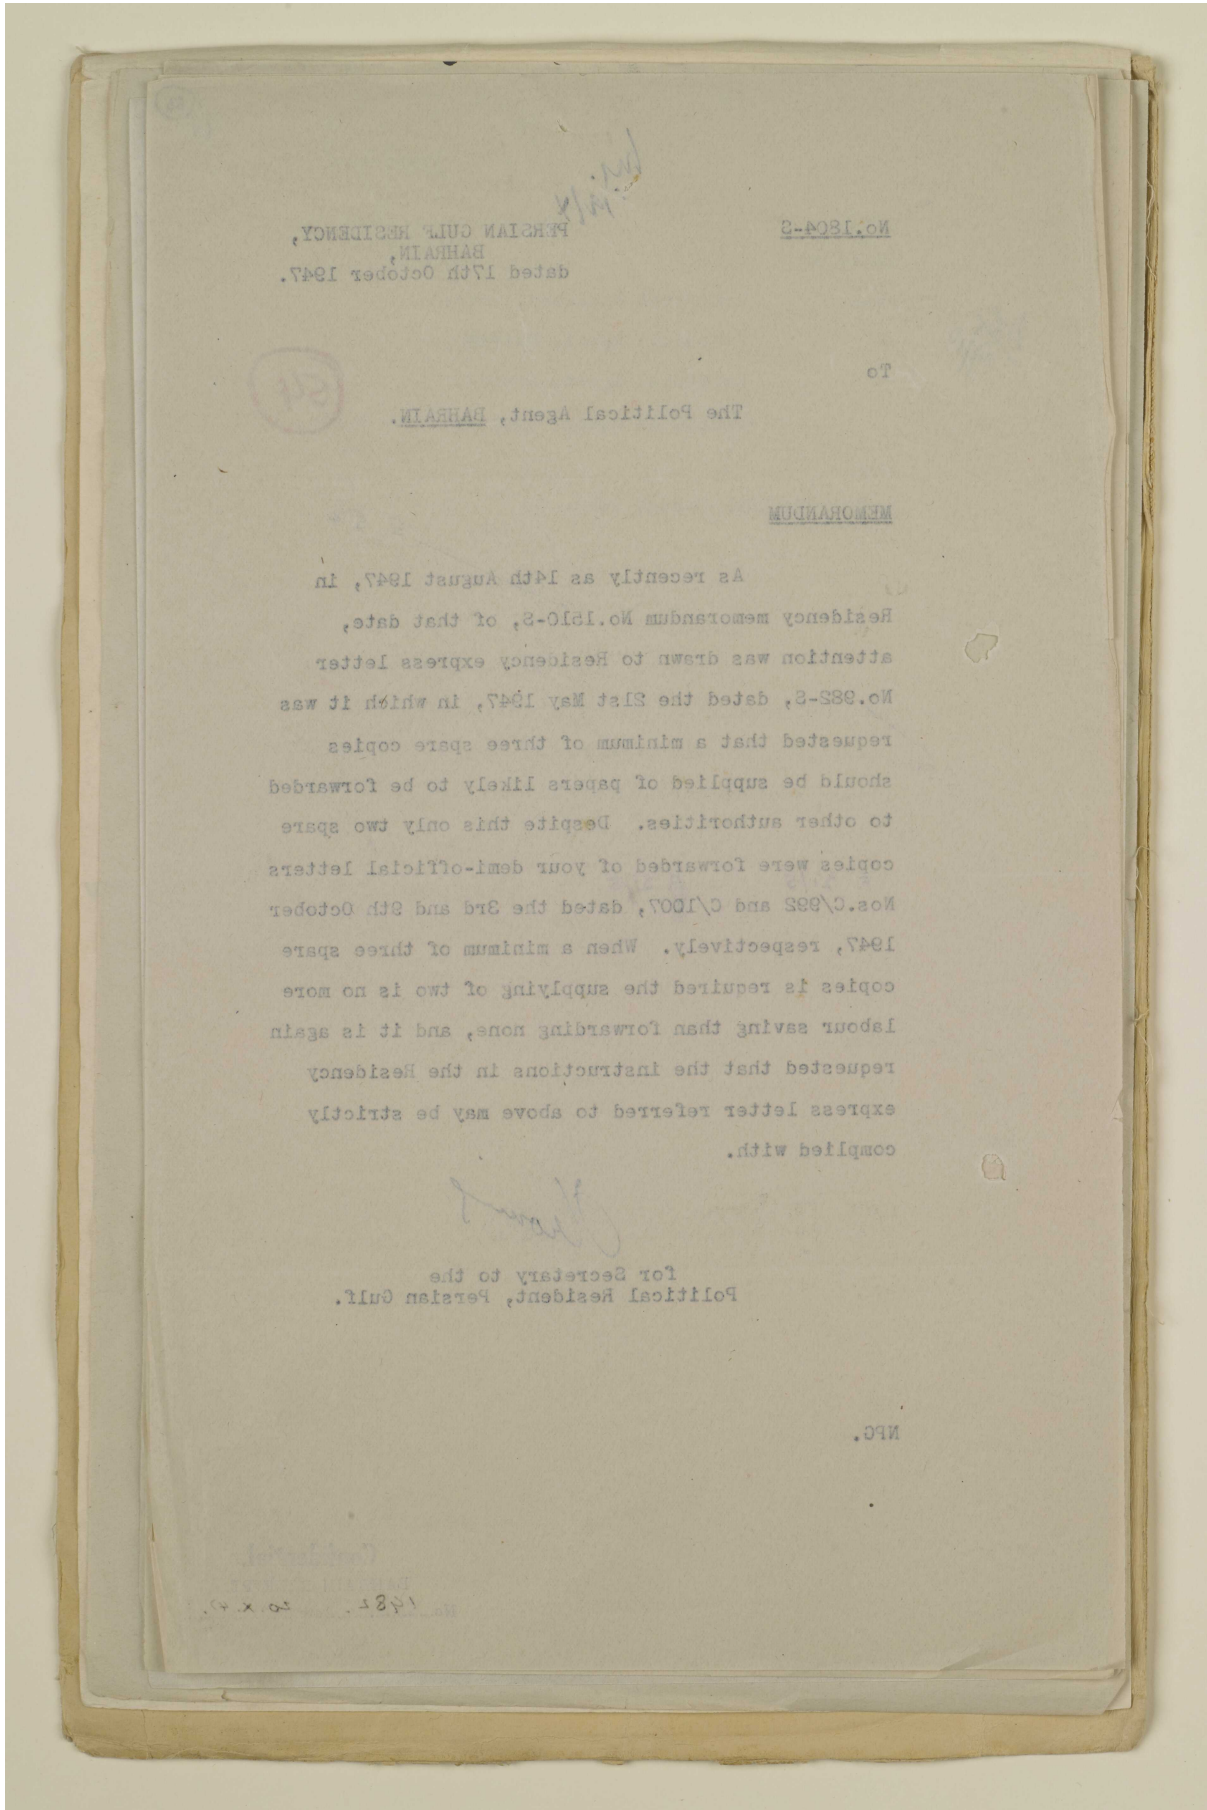 No.1804-S
PERSIAN GULF RESIDENCY,
BAHRAIN,
dated 17th October 1947.
54
To
The Political Agent, BAHRAIN.
MEMORANDUM
As recently as 14th August 1947, in
Residency memorandum No.1510-S, of that date,
attention was drawn to Residency express letter
No.982-S, dated the 21st May 1947, in which it was
requested that a minimum of three spare copies
should be supplied of papers likely to be forwarded
to other authorities. Despite this only two spare
copies were forwarded of your demi-official letters
Nos.C/992 and C/1007, dated the 3rd and 9th October
1947, respectively. When a minimum of three spare
copies is required the supplying of two is no more
labour saving than forwarding none, and it is again
requested that the instructions in the Residency
express letter referred to above may be strictly
complied with.
for Secretary to the
Political Resident, Persian Gulf.
NPG.
Confidential.
1982. 20.X.47.